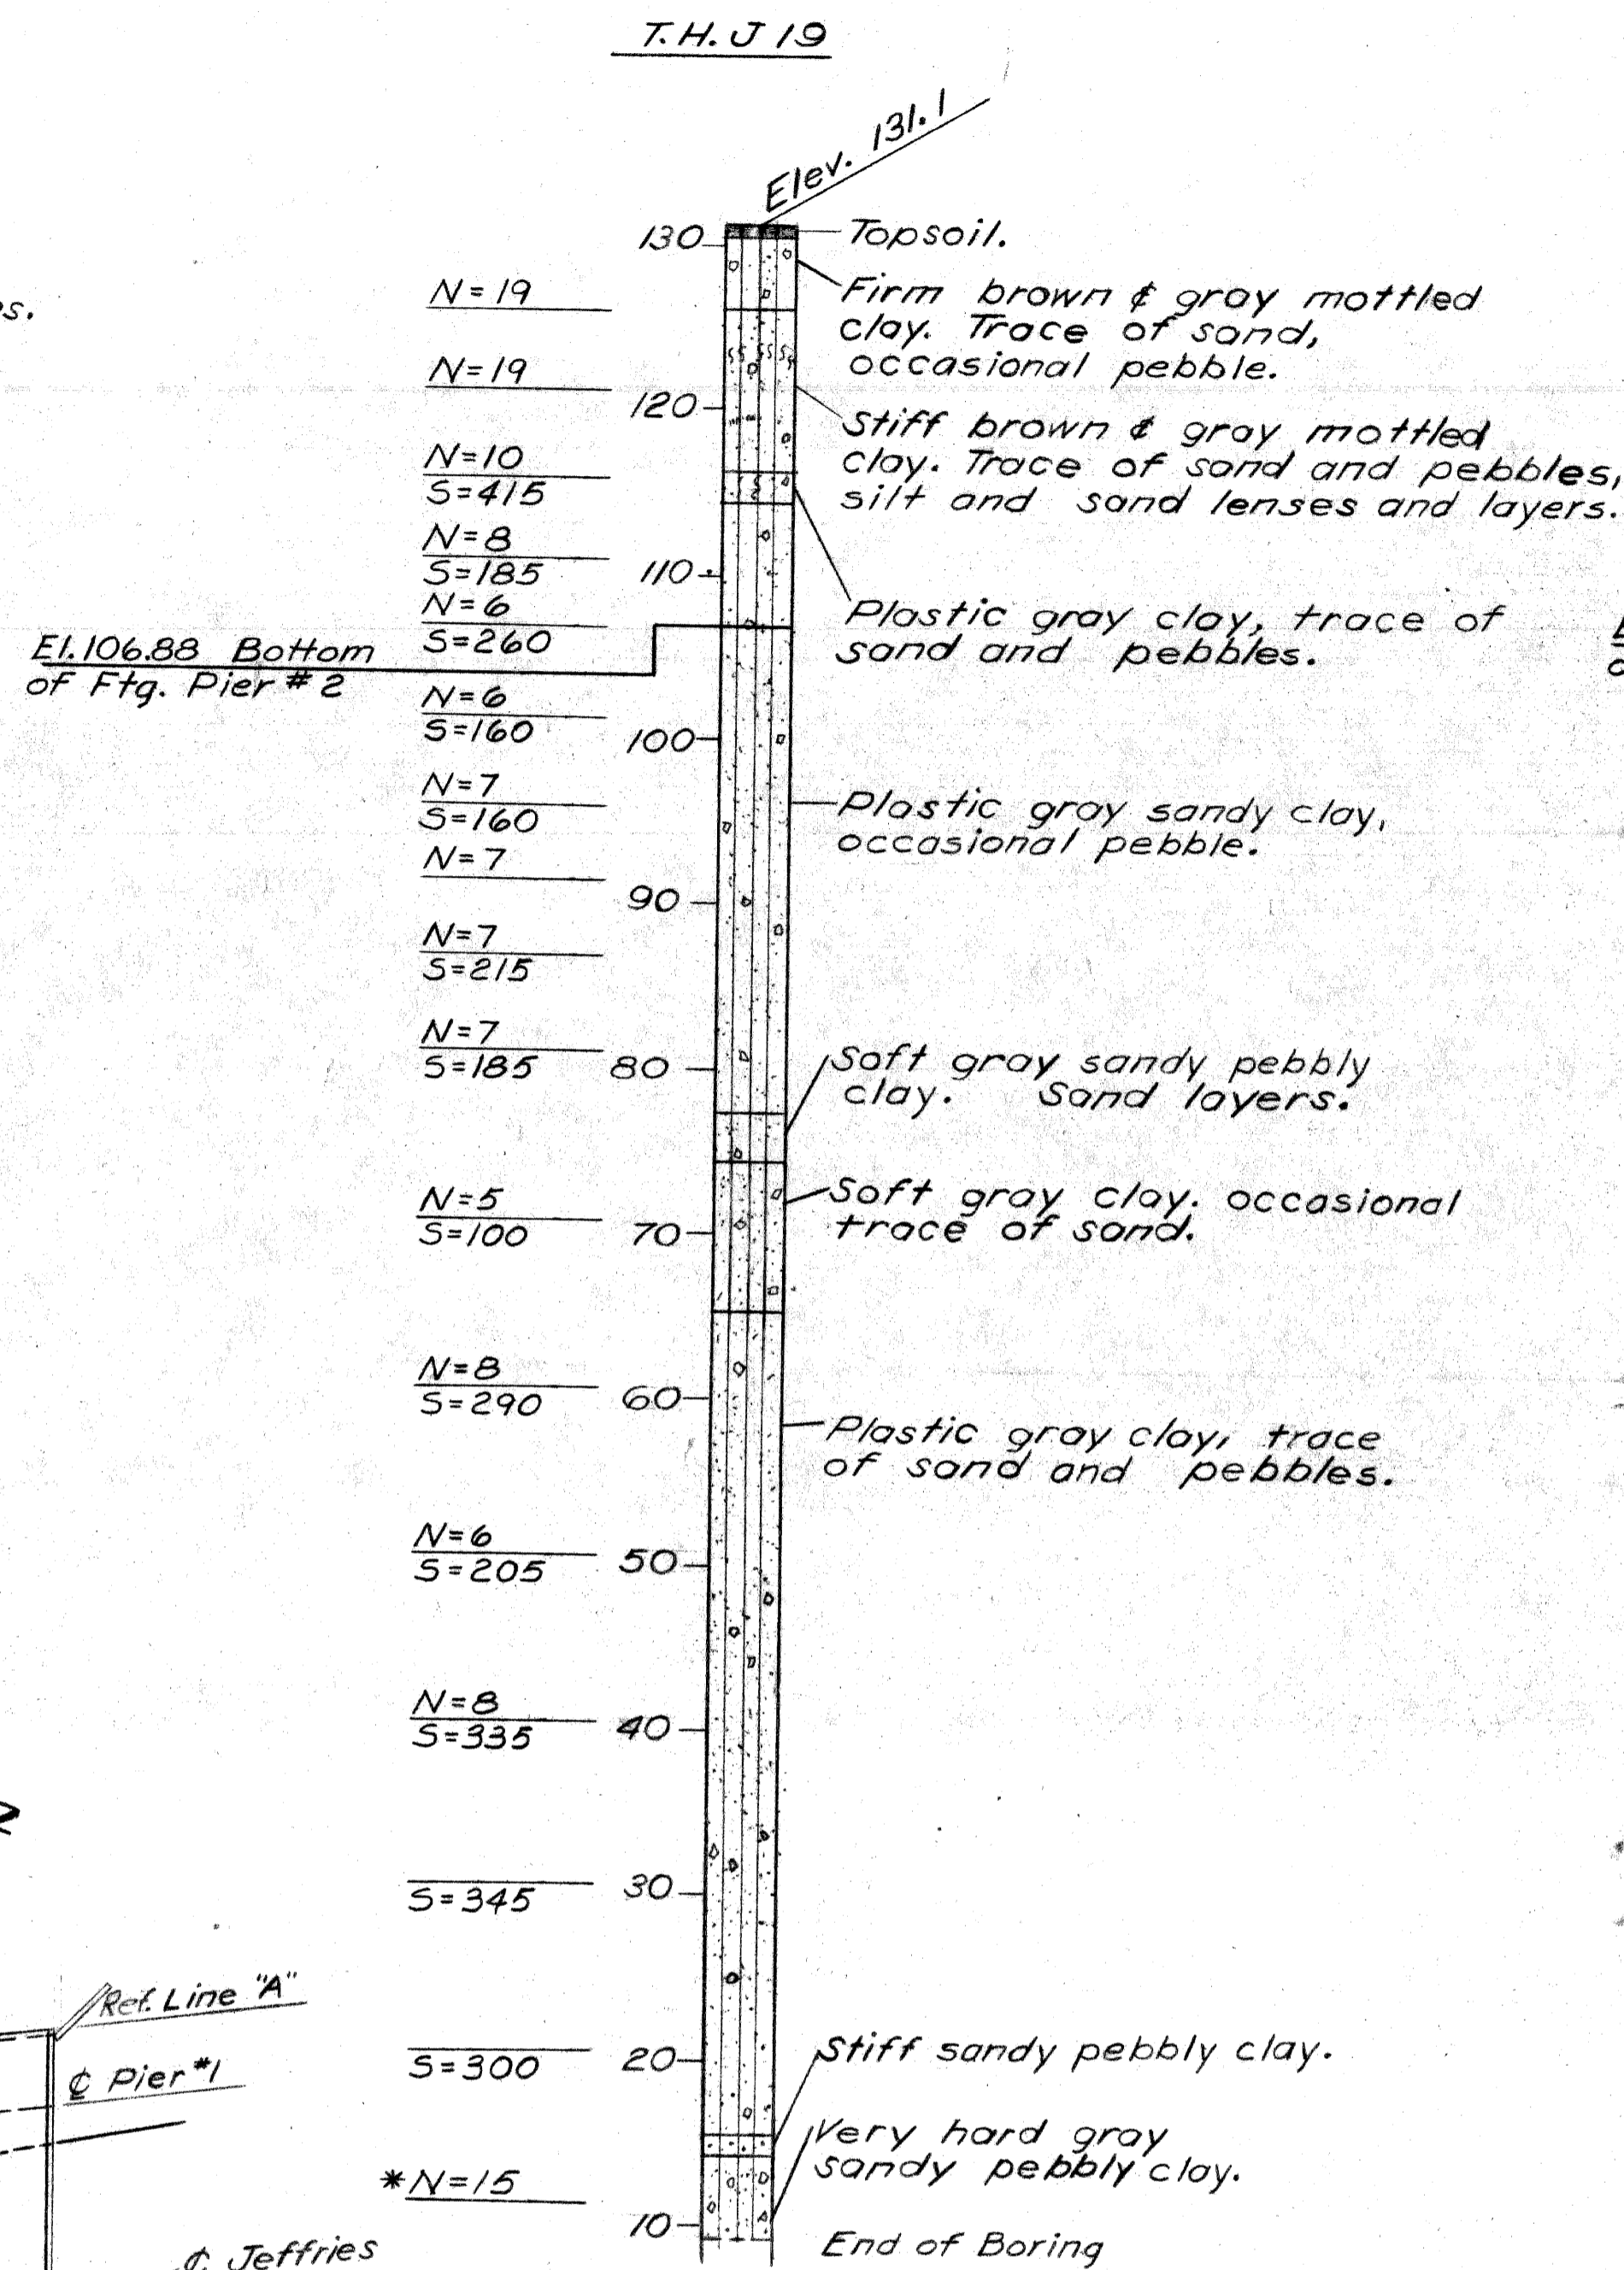 T.H. J 19
Elev. 131.1
130
Topsoil.
N=19
Firm brown & gray mottled
clay. Trace of sand,
occasional pebble.
N=19
120
Stiff brown & gray mottled
clay. Trace of sand and pebbles,
silt and sand lenses and layers.
N=10
S=415
N=8
S=185
110
N=6
S=260
Plastic gray clay, trace of
sand and pebbles.
El. 106.88 Bottom
of Ftg. Pier #2
N=6
S=160
100
N=7
S=160
Plastic gray sandy clay,
occasional pebble.
N=7
90
N=7
S=215
N=7
S=185
80
Soft gray sandy pebbly
clay. Sand layers.
N=5
S=100
70
Soft gray clay. occasional
trace of sand.
N=8
S=290
60
Plastic gray clay, trace
of sand and pebbles.
N=6
S=205
50
N=8
S=335
40
S=345
30
Ref. Line "A"
S=300
20
Stiff sandy pebbly clay.
℄ Pier #1
Very hard gray
sandy pebbly clay.
*N=15
10
End of Boring
℄ Jeffries